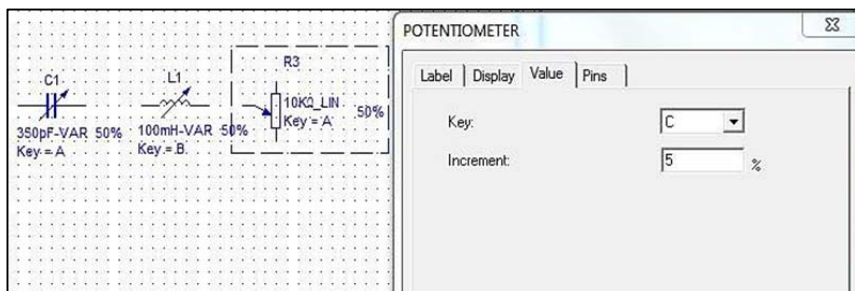 C1
350pF-VAR 50%
Key = A
L1
100mH-VAR 50%
Key = B
R3
10KΩ_LIN 50%
Key = A
POTENTIOMETER
Label Display Value Pins
Key: C
Increment: 5 %